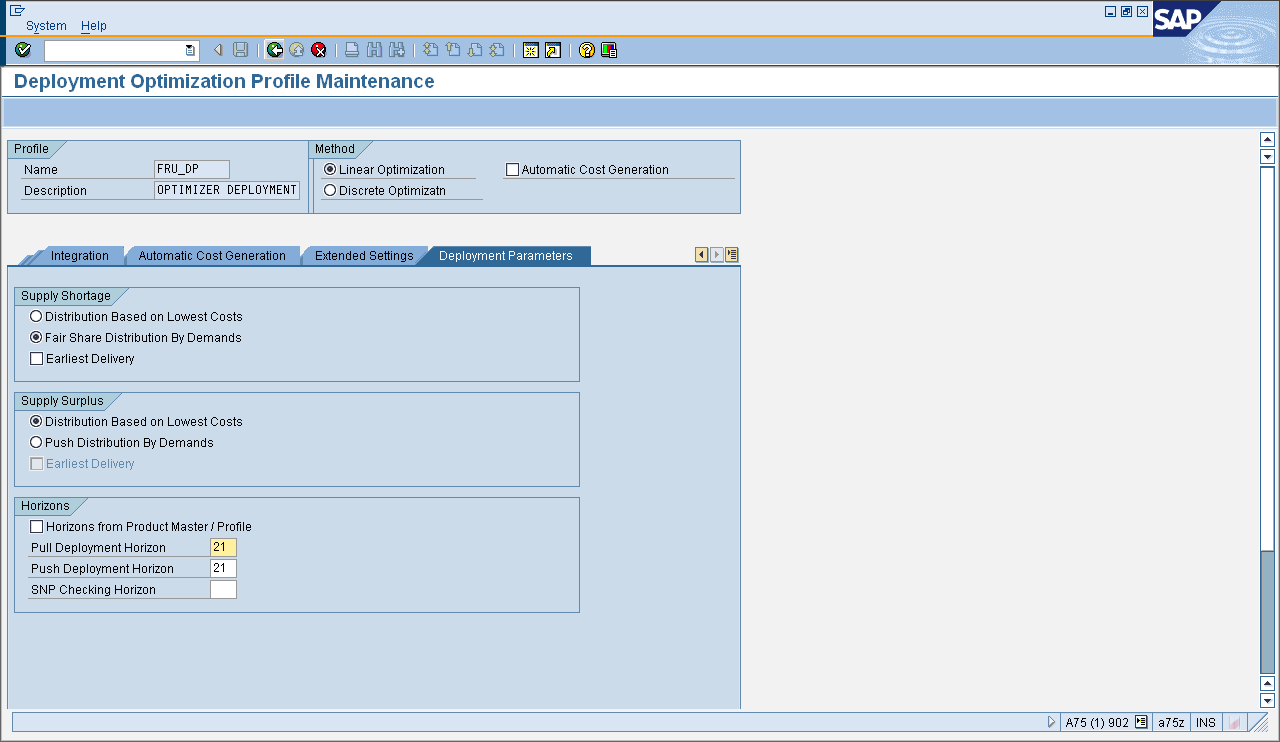 System Help
SAP
Deployment Optimization Profile Maintenance
Profile
Method
Name FRU_DP
Linear Optimization
Automatic Cost Generation
Description OPTIMIZER DEPLOYMENT
Discrete Optimizatn
Integration
Automatic Cost Generation
Extended Settings
Deployment Parameters
Supply Shortage
Distribution Based on Lowest Costs
Fair Share Distribution By Demands
Earliest Delivery
Supply Surplus
Distribution Based on Lowest Costs
Push Distribution By Demands
Earliest Delivery
Horizons
Horizons from Product Master / Profile
Pull Deployment Horizon 21
Push Deployment Horizon 21
SNP Checking Horizon
A75 (1) 902 a75z INS